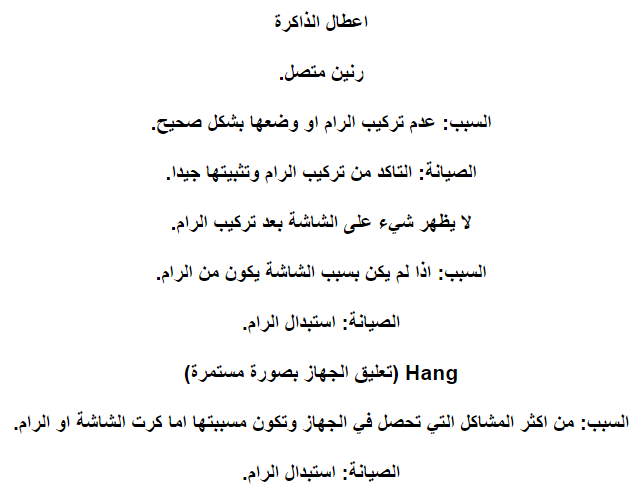 اعطال الذاكرة
رنين متصل.
السبب: عدم تركيب الرام او وضعها بشكل صحيح.
الصيانة: التاكد من تركيب الرام وتثبيتها جيدا.
لا يظهر شيء على الشاشة بعد تركيب الرام.
السبب: اذا لم يكن بسبب الشاشة يكون من الرام.
الصيانة: استبدال الرام.
Hang (تعليق الجهاز بصورة مستمرة)
السبب: من اكثر المشاكل التي تحصل في الجهاز وتكون مسببتها اما كرت الشاشة او الرام.
الصيانة: استبدال الرام.